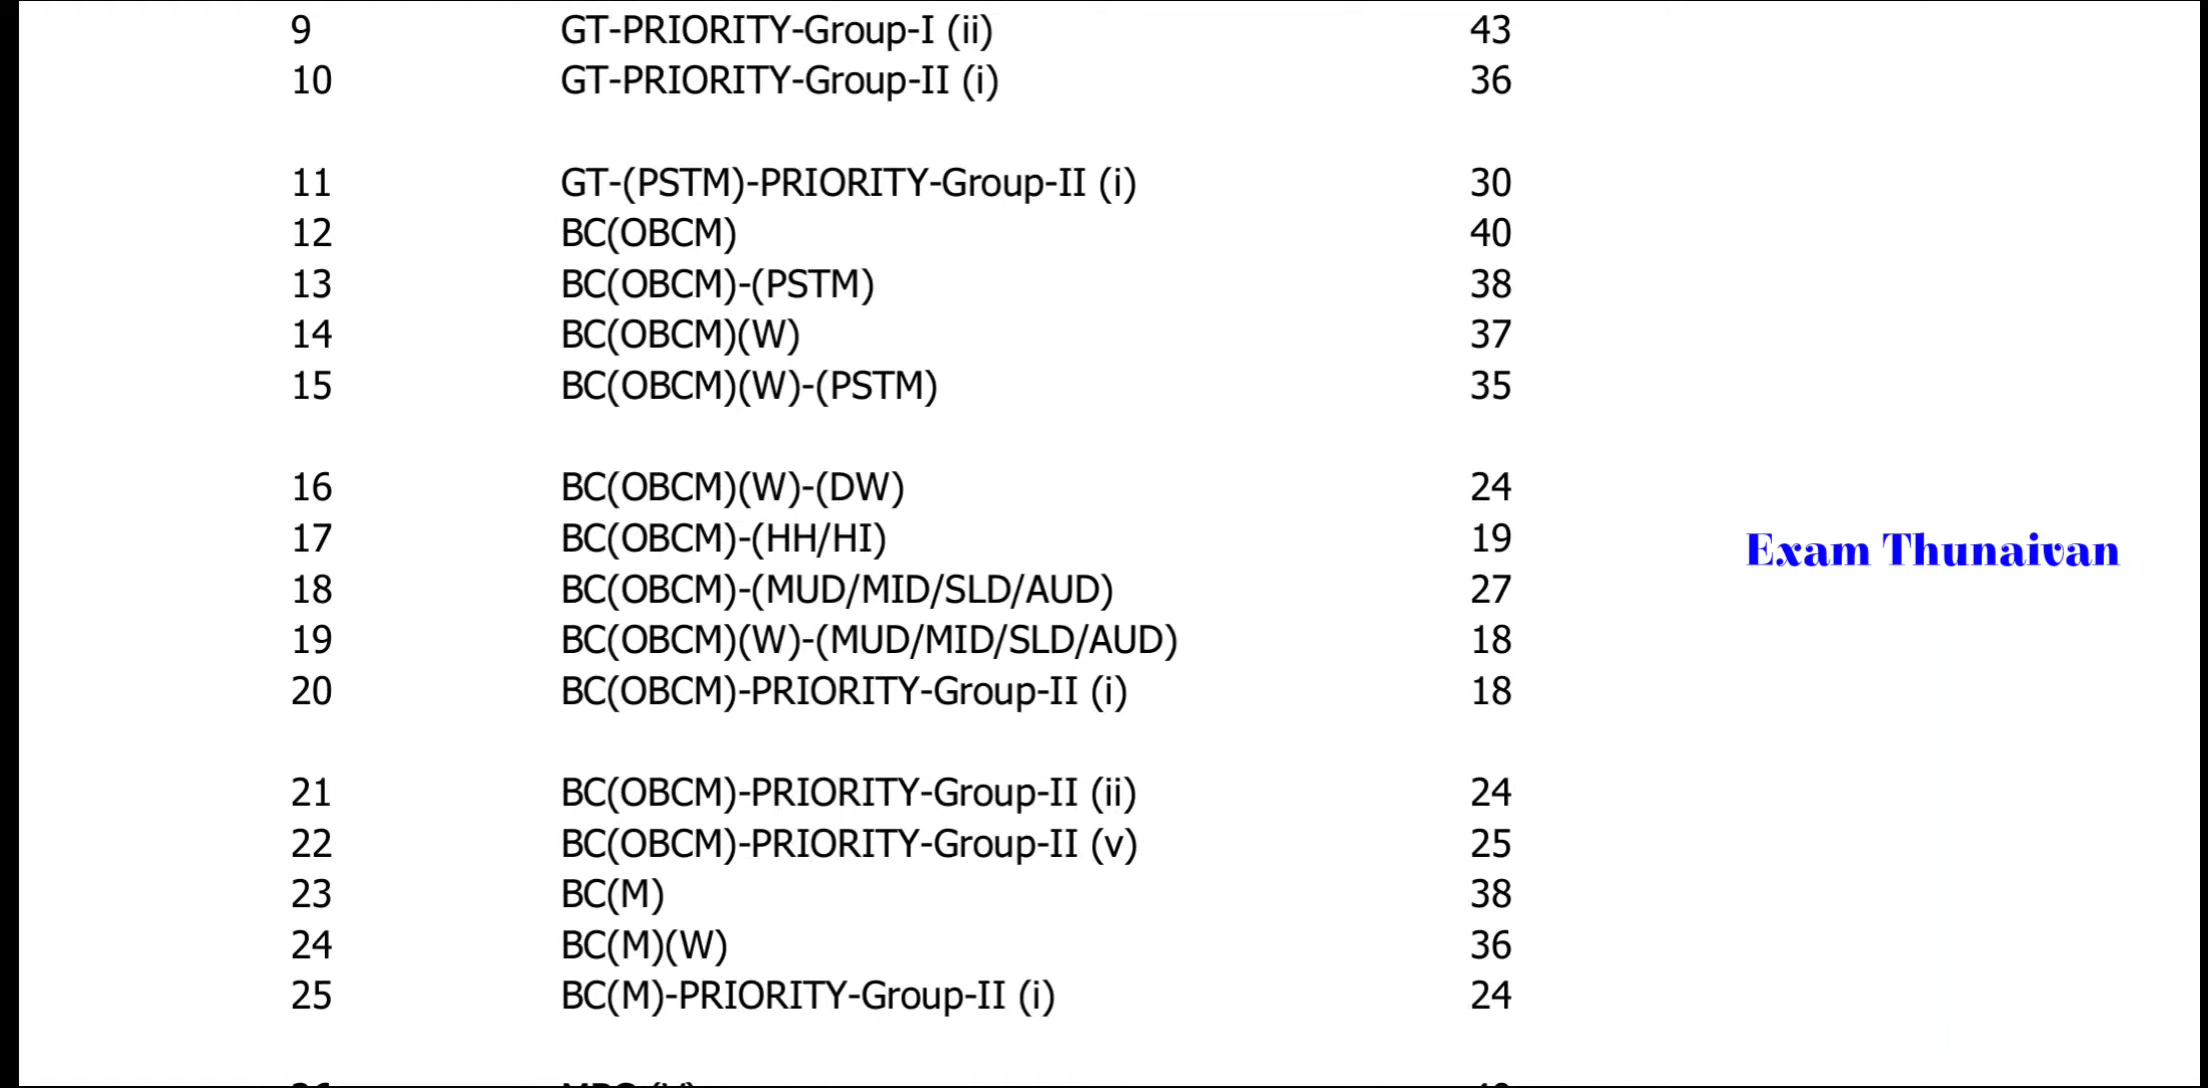 9 GT-PRIORITY-Group-I (ii) 43
10 GT-PRIORITY-Group-II (i) 36
11 GT-(PSTM)-PRIORITY-Group-II (i) 30
12 BC(OBCM) 40
13 BC(OBCM)-(PSTM) 38
14 BC(OBCM)(W) 37
15 BC(OBCM)(W)-(PSTM) 35
16 BC(OBCM)(W)-(DW) 24
17 BC(OBCM)-(HH/HI) 19
Exam Thunaivan
18 BC(OBCM)-(MUD/MID/SLD/AUD) 27
19 BC(OBCM)(W)-(MUD/MID/SLD/AUD) 18
20 BC(OBCM)-PRIORITY-Group-II (i) 18
21 BC(OBCM)-PRIORITY-Group-II (ii) 24
22 BC(OBCM)-PRIORITY-Group-II (v) 25
23 BC(M) 38
24 BC(M)(W) 36
25 BC(M)-PRIORITY-Group-II (i) 24